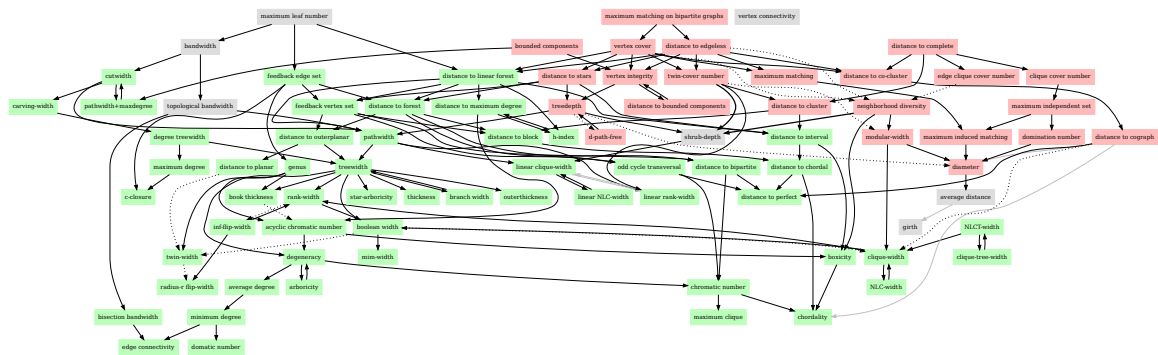 maximum leaf number
maximum matching on bipartite graphs
vertex connectivity
bandwidth
bounded components
vertex cover
distance to edgeless
distance to complete
cutwidth
feedback edge set
distance to linear forest
distance to stars
vertex integrity
twin-cover number
maximum matching
distance to co-cluster
edge clique cover number
clique cover number
carving-width
pathwidth+maxdegree
topological bandwidth
feedback vertex set
distance to forest
distance to maximum degree
treedepth
distance to bounded components
distance to cluster
neighborhood diversity
maximum independent set
degree treewidth
distance to outerplanar
pathwidth
distance to block
h-index
d-path-free
shrub-depth
distance to interval
modular-width
maximum induced matching
domination number
distance to cograph
maximum degree
distance to planar
genus
treewidth
linear clique-width
odd cycle transversal
distance to bipartite
distance to chordal
diameter
c-closure
book thickness
rank-width
star-arboricity
thickness
branch width
outerthickness
linear NLC-width
linear rank-width
distance to perfect
average distance
inf-flip-width
acyclic chromatic number
boolean width
girth
NLCT-width
twin-width
degeneracy
mim-width
boxicity
clique-width
clique-tree-width
radius-r flip-width
average degree
arboricity
chromatic number
NLC-width
bisection bandwidth
minimum degree
maximum clique
chordality
edge connectivity
domatic number